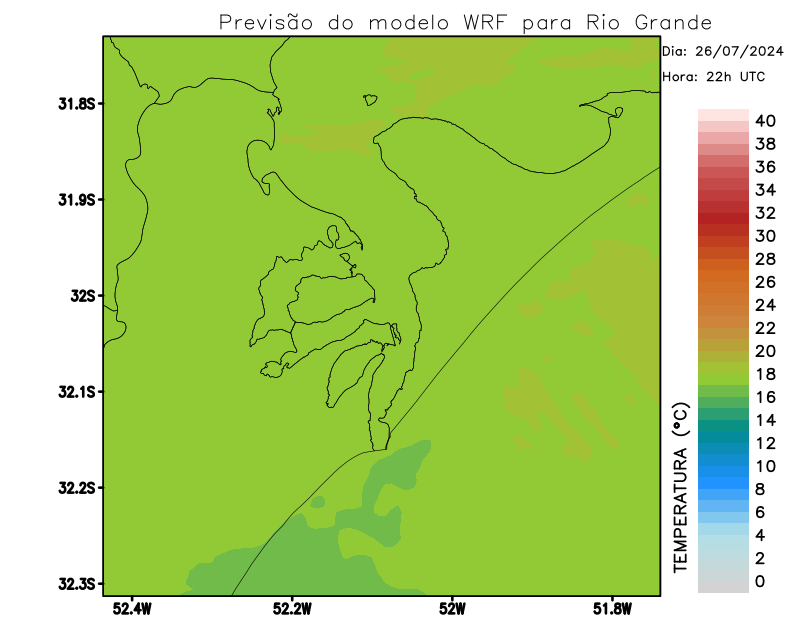 Previsão do modelo WRF para Rio Grande
Dia: 26/07/2024
Hora: 22h UTC
31.8S
31.9S
32S
32.1S
32.2S
32.3S
52.4W
52.2W
52W
51.8W
TEMPERATURA (°C)
40
38
36
34
32
30
28
26
24
22
20
18
16
14
12
10
8
6
4
2
0